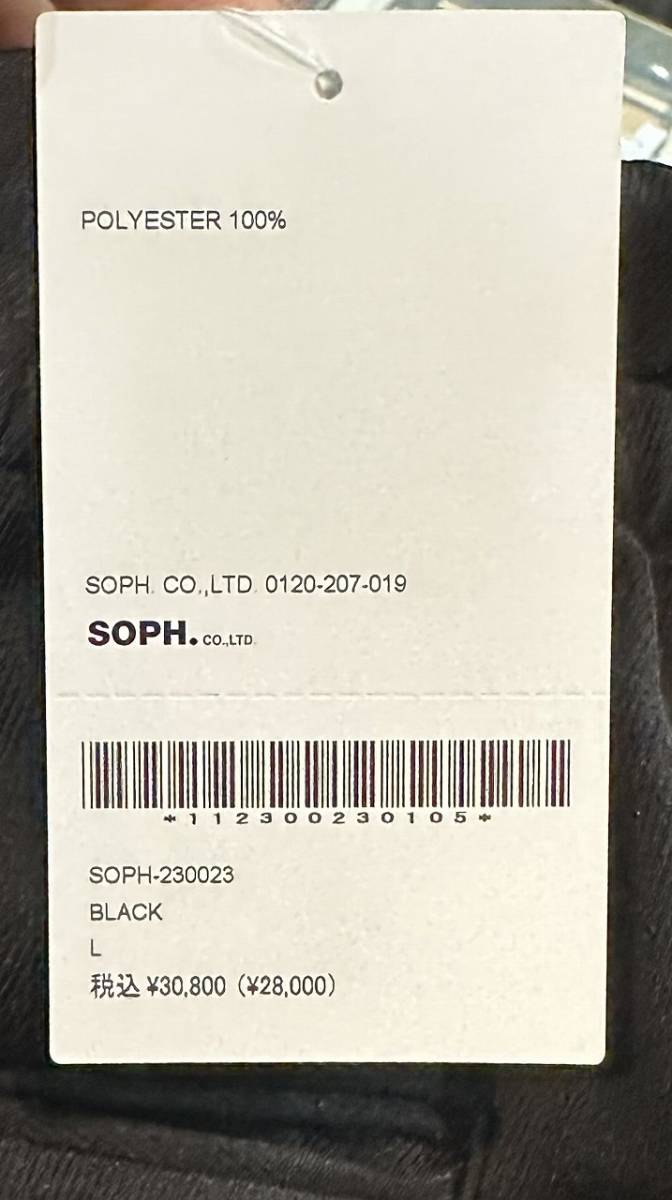 POLYESTER 100%
SOPH. CO.,LTD. 0120-207-019
SOPH. CO.,LTD.
*112300230105*
SOPH-230023
BLACK
L
税込 ¥30,800 (¥28,000)